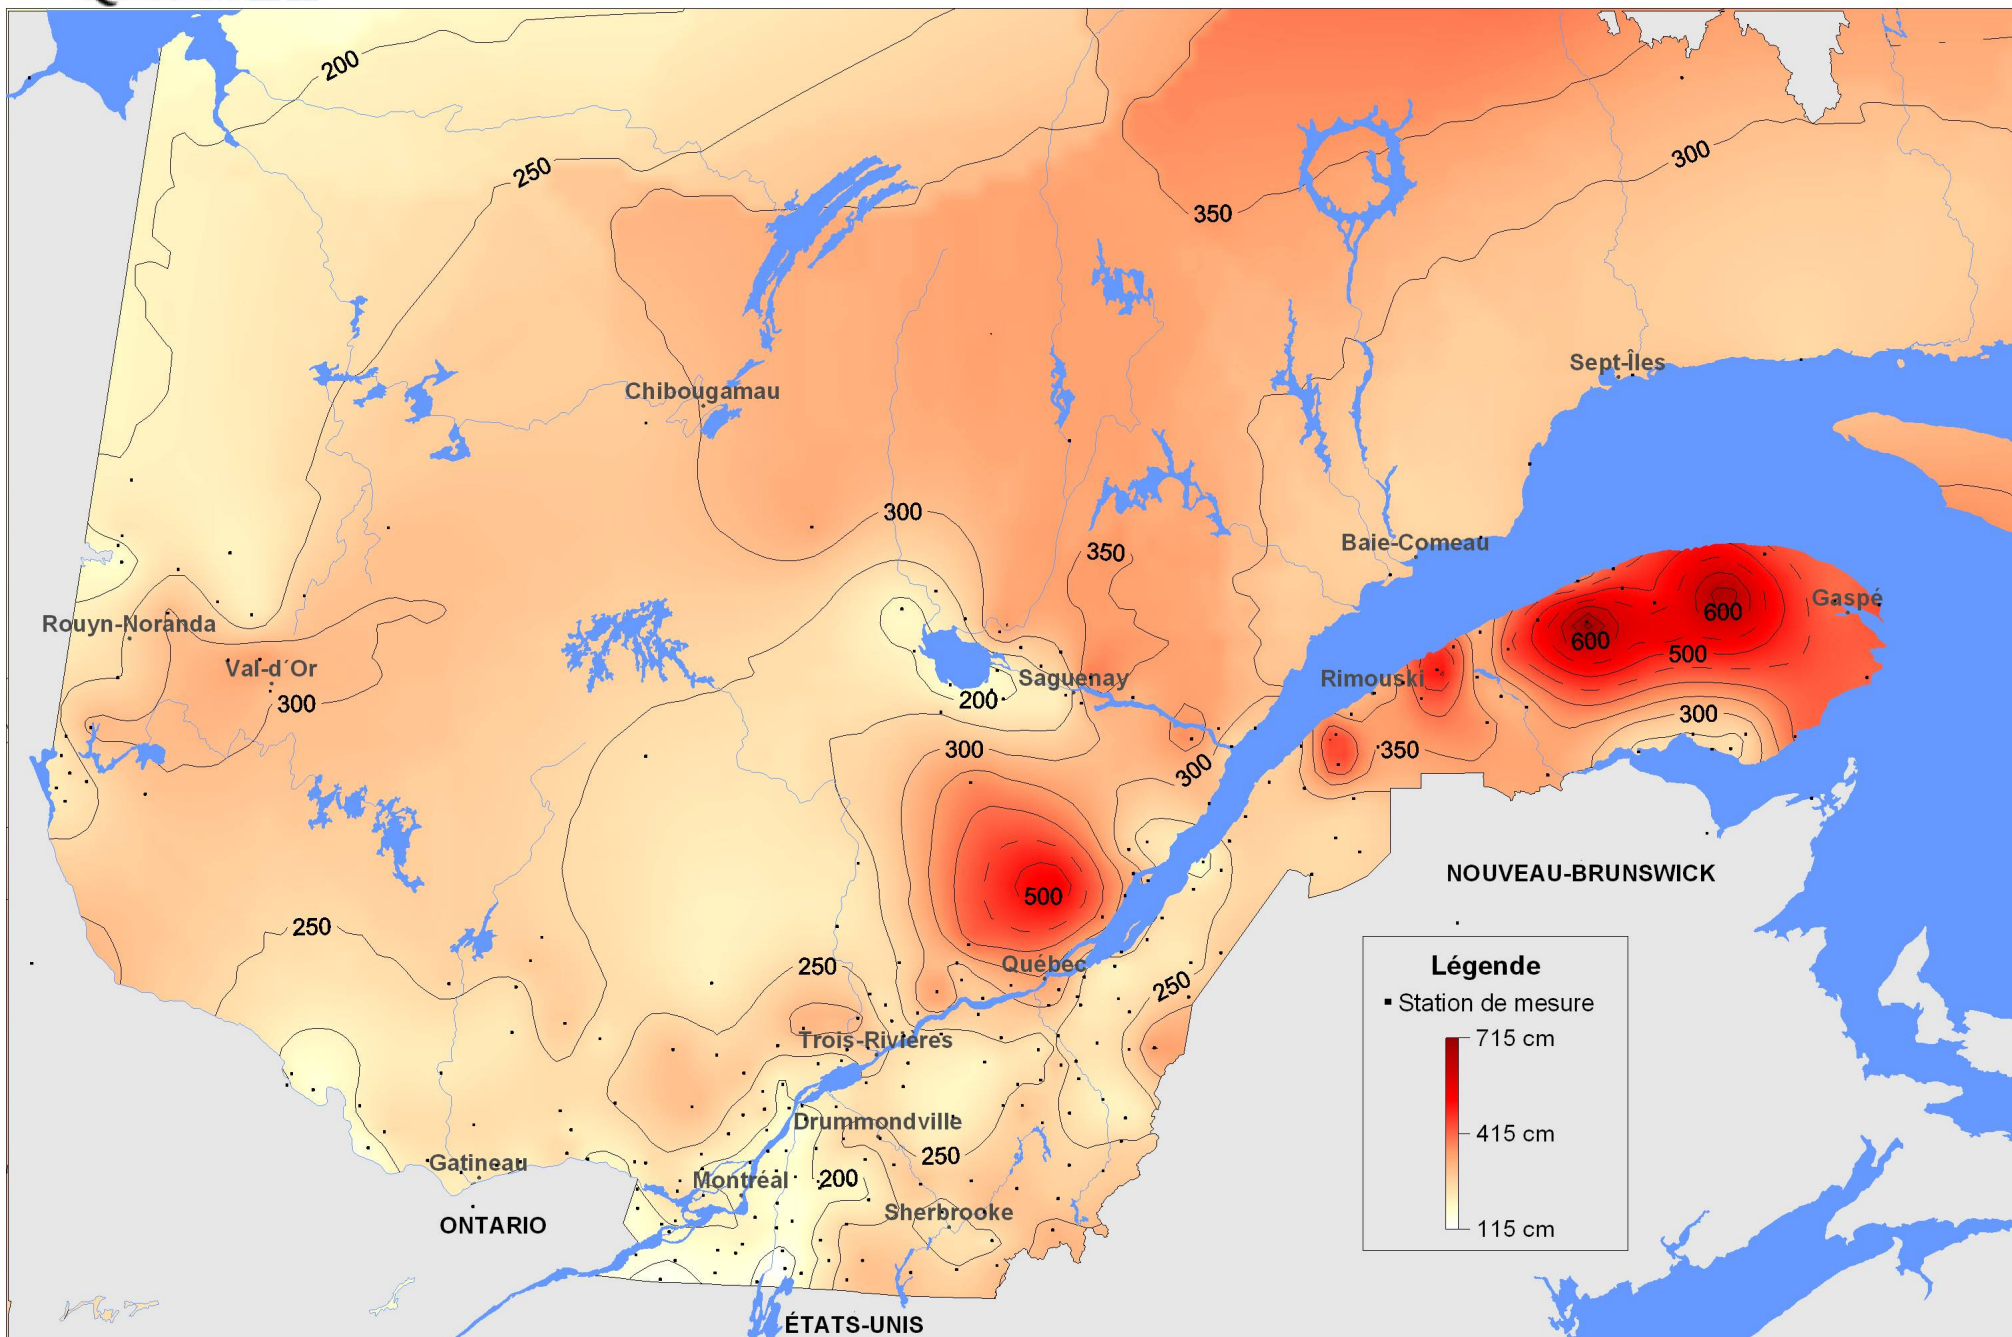 200
250
300
350
Sept-Îles
Chibougamau
300
350
Baie-Comeau
Gaspé
600
600
Rouyn-Noranda
500
Val-d'Or
Saguenay
Rimouski
300
200
300
300
350
300
NOUVEAU-BRUNSWICK
500
250
Québec
250
250
Légende
Station de mesure
715 cm
415 cm
115 cm
Trois-Rivières
Drummondville
250
Gatineau
Montréal
200
Sherbrooke
ONTARIO
ÉTATS-UNIS